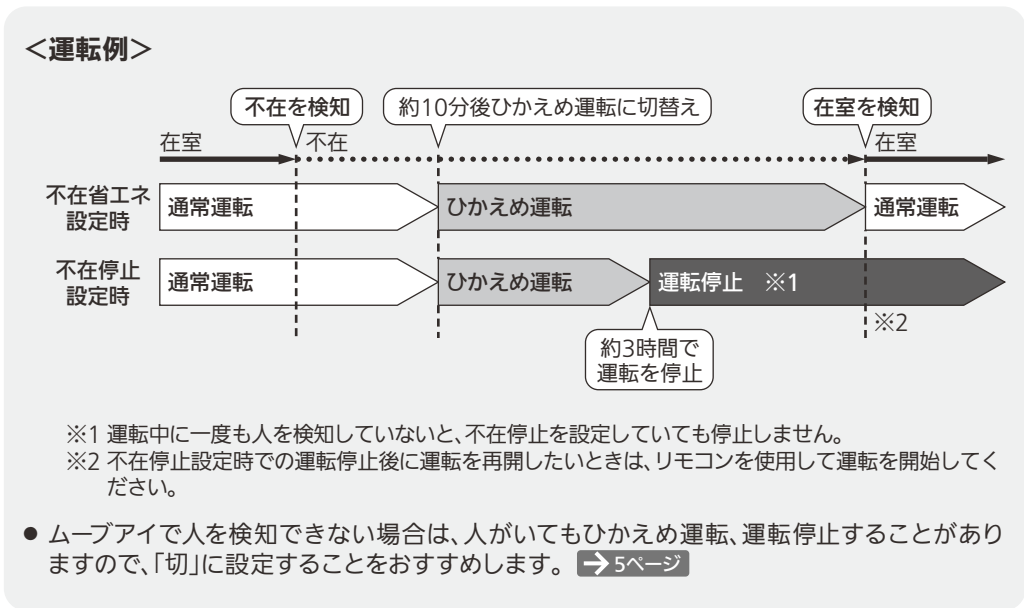 ＜運転例＞
不在を検知
約10分後ひかえめ運転に切替え
在室を検知
在室
不在
在室
不在省エネ
設定時
通常運転
ひかえめ運転
通常運転
不在停止
設定時
通常運転
ひかえめ運転
運転停止 ※1
※2
約3時間で
運転を停止
※1 運転中に一度も人を検知していないと、不在停止を設定していても停止しません。
※2 不在停止設定時での運転停止後に運転を再開したいときは、リモコンを使用して運転を開始してく
ださい。
● ムーブアイで人を検知できない場合は、人がいてもひかえめ運転、運転停止することがあり
ますので、「切」に設定することをおすすめします。 → 5ページ